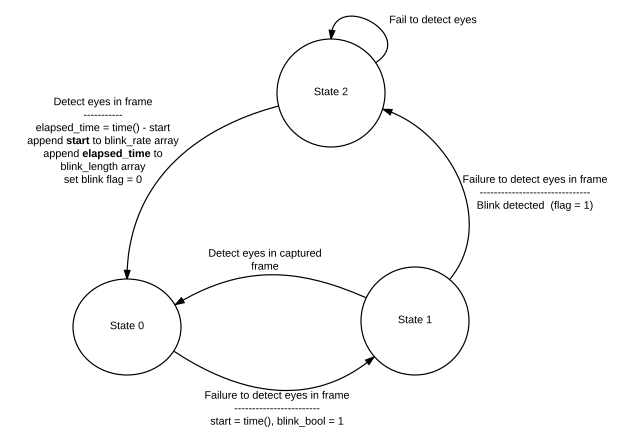 Fail to detect eyes
State 2
Detect eyes in frame
-----------
elapsed_time = time() - start
append start to blink_rate array
append elapsed_time to
blink_length array
set blink flag = 0
Failure to detect eyes in frame
-------------------------------
Blink detected  (flag = 1)
Detect eyes in captured
frame
State 0
State 1
Failure to detect eyes in frame
------------------------
start = time(), blink_bool = 1